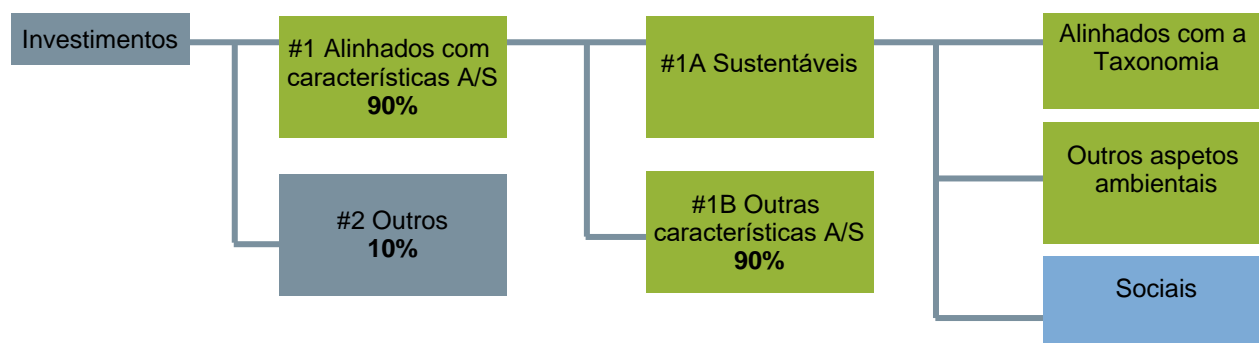 Investimentos
#1 Alinhados com
características A/S
90%
#2 Outros
10%
#1A Sustentáveis
#1B Outras
características A/S
90%
Alinhados com a
Taxonomia
Outros aspetos
ambientais
Sociais